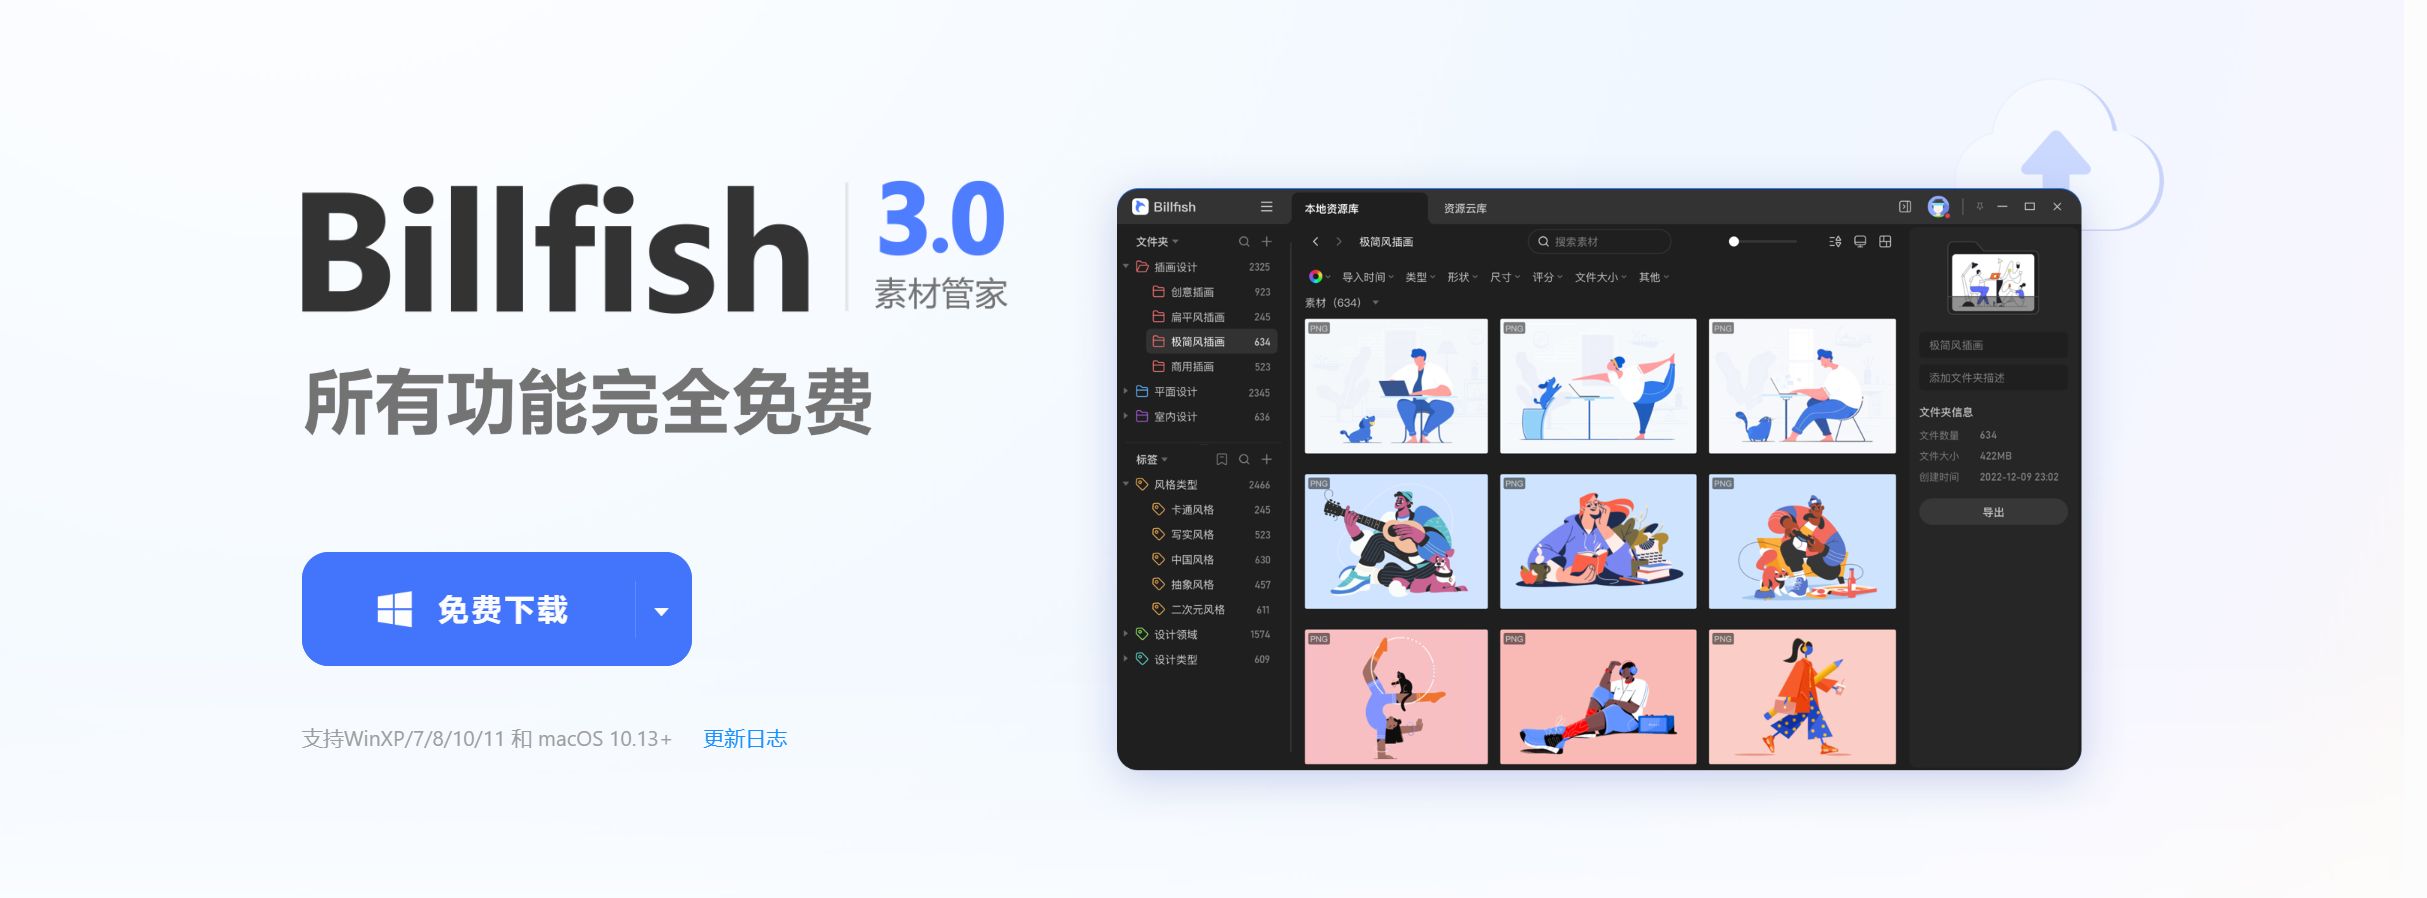 Billfish
3.0
素材管家
所有功能完全免费
免费下载
支持WinXP/7/8/10/11 和 macOS 10.13+ 更新日志
Billfish
本地资源库 资源云库
文件夹
插画设计 2325
创意插画 923
扁平风插画 245
极简风插画 634
商用插画 523
平面设计 2345
室内设计 636
标签
风格类型 2466
卡通风格 245
写实风格 523
中国风格 630
抽象风格 457
二次元风格 611
设计领域 1574
设计类型 609
极简风插画 搜索素材
导入时间 类型 形状 尺寸 评分 文件大小 其他
素材（634）
PNG PNG PNG
PNG PNG PNG
PNG PNG PNG
极简风插画
添加文件夹描述
文件夹信息
文件数量 634
文件大小 422MB
创建时间 2022-12-09 23:02
导出